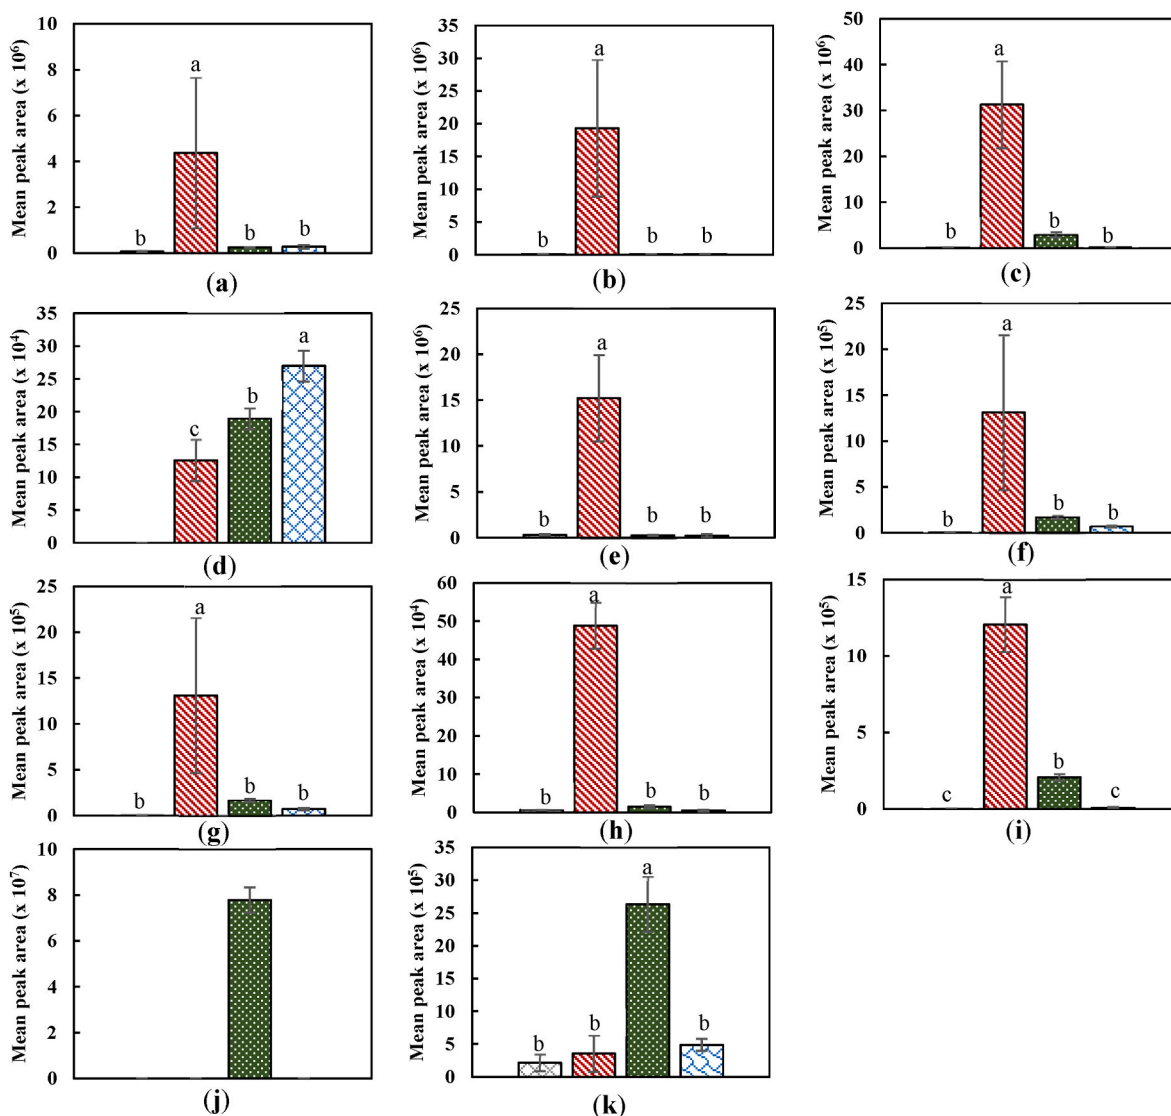 Mean peak area (x 10⁶)
10
8
6
4
2
0
b
a
b
b
(a)
Mean peak area (x 10⁶)
35
30
25
20
15
10
5
0
b
a
b
b
(b)
Mean peak area (x 10⁶)
50
40
30
20
10
0
b
a
b
b
(c)
Mean peak area (x 10⁴)
35
30
25
20
15
10
5
0
c
b
a
(d)
Mean peak area (x 10⁶)
25
20
15
10
5
0
b
a
b
b
(e)
Mean peak area (x 10⁵)
25
20
15
10
5
0
b
a
b
b
(f)
Mean peak area (x 10⁵)
25
20
15
10
5
0
b
a
b
b
(g)
Mean peak area (x 10⁴)
60
50
40
30
20
10
0
b
a
b
b
(h)
Mean peak area (x 10⁵)
15
10
5
0
c
a
b
c
(i)
Mean peak area (x 10⁷)
10
8
6
4
2
0
(j)
Mean peak area (x 10⁵)
35
30
25
20
15
10
5
0
b
b
a
b
(k)